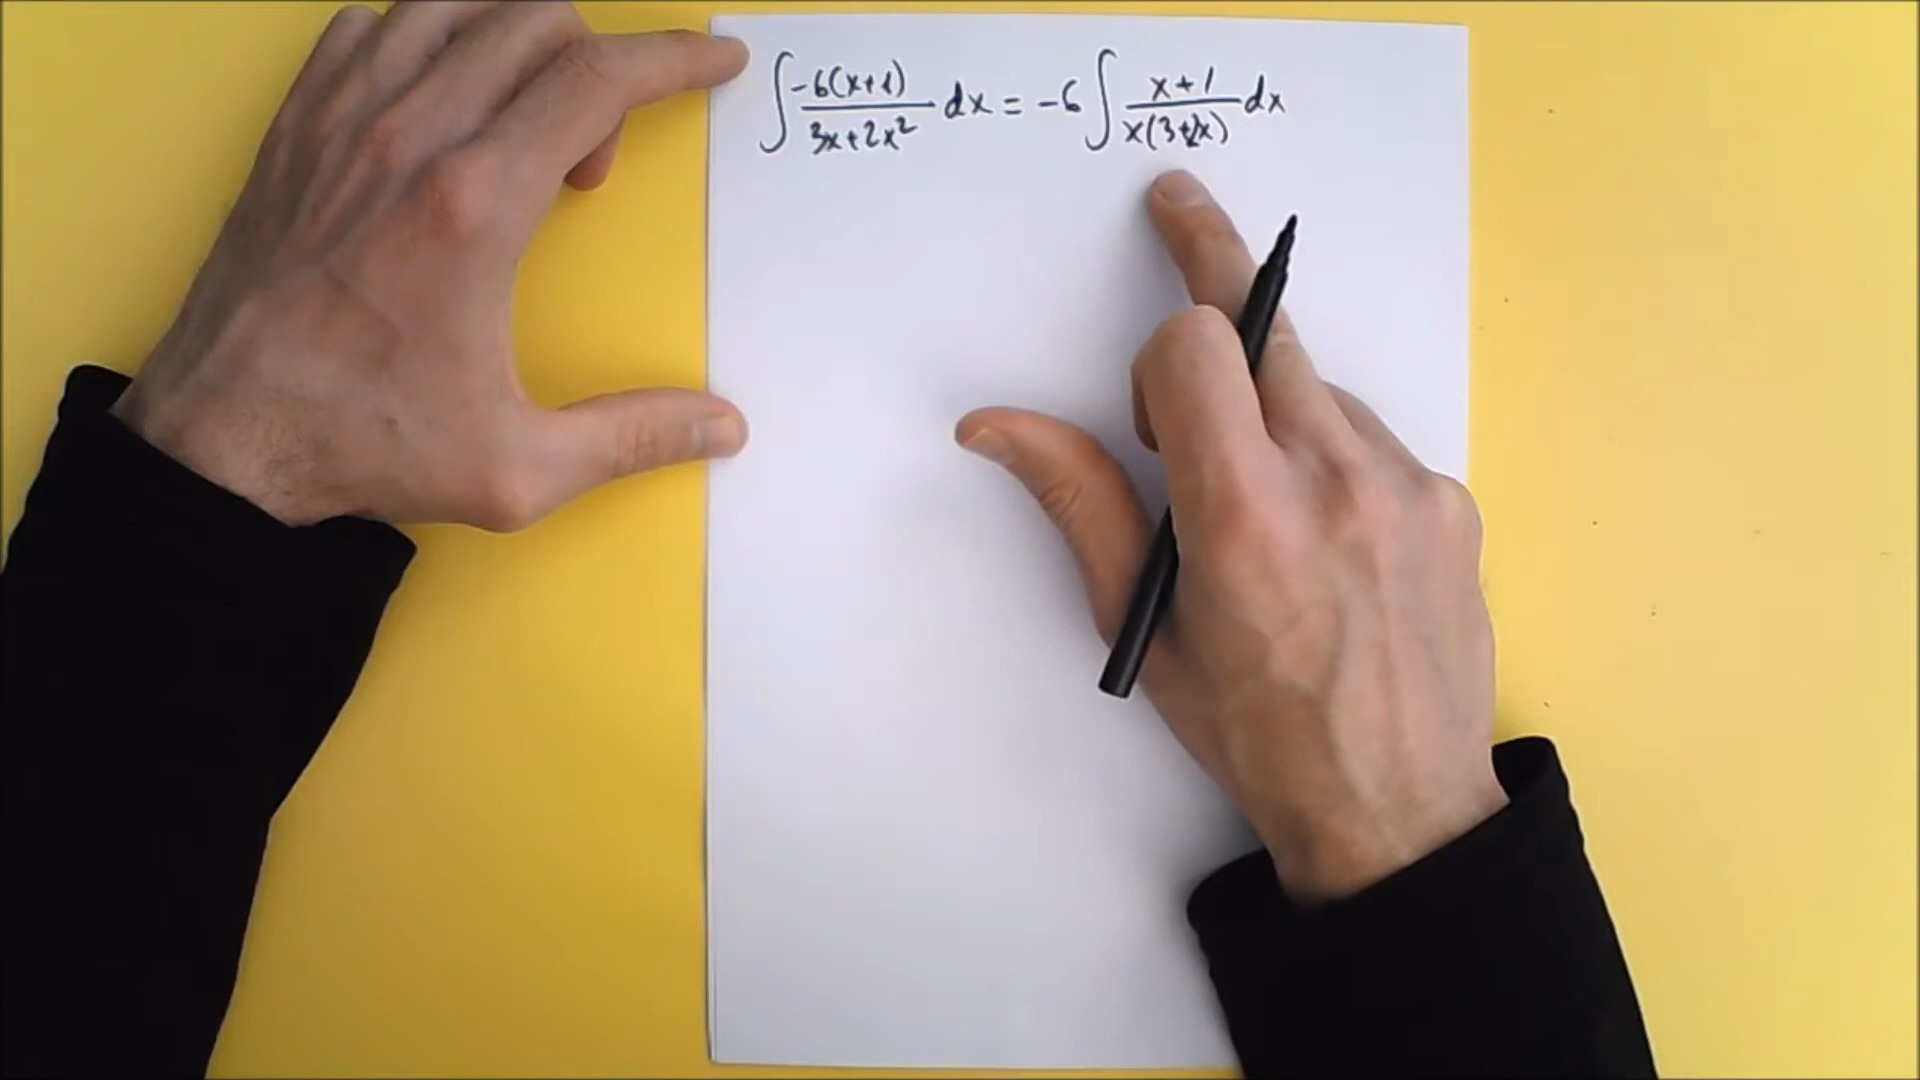 ∫ -6(x+1) / 3x+2x² dx = -6 ∫ x+1 / x(3+2x) dx